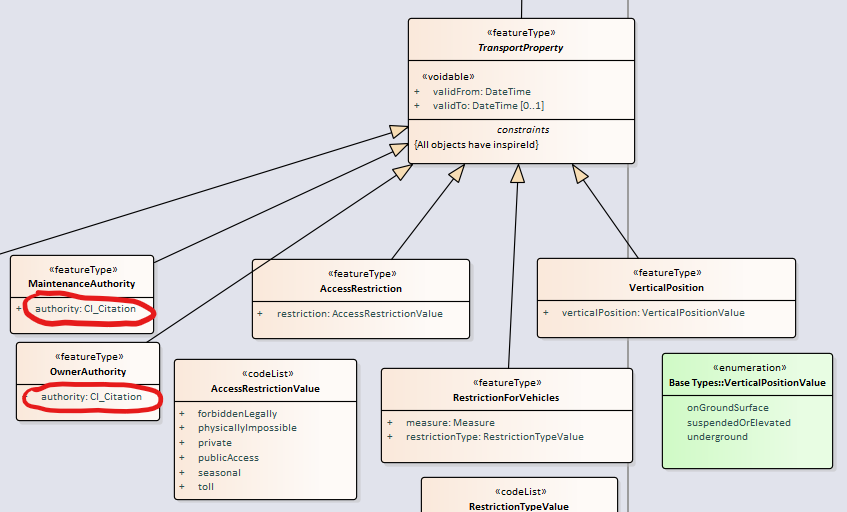 «featureType»
TransportProperty
«voidable»
+ validFrom: DateTime
+ validTo: DateTime [0..1]
constraints
{All objects have inspireId}
«featureType»
MaintenanceAuthority
+ authority: CI_Citation
«featureType»
OwnerAuthority
authority: CI_Citation
«featureType»
AccessRestriction
+ restriction: AccessRestrictionValue
«featureType»
VerticalPosition
+ verticalPosition: VerticalPositionValue
«codeList»
AccessRestrictionValue
+ forbiddenLegally
+ physicallyImpossible
+ private
+ publicAccess
+ seasonal
+ toll
«featureType»
RestrictionForVehicles
+ measure: Measure
+ restrictionType: RestrictionTypeValue
«enumeration»
Base Types::VerticalPositionValue
onGroundSurface
suspendedOrElevated
underground
«codeList»
RestrictionTypeValue